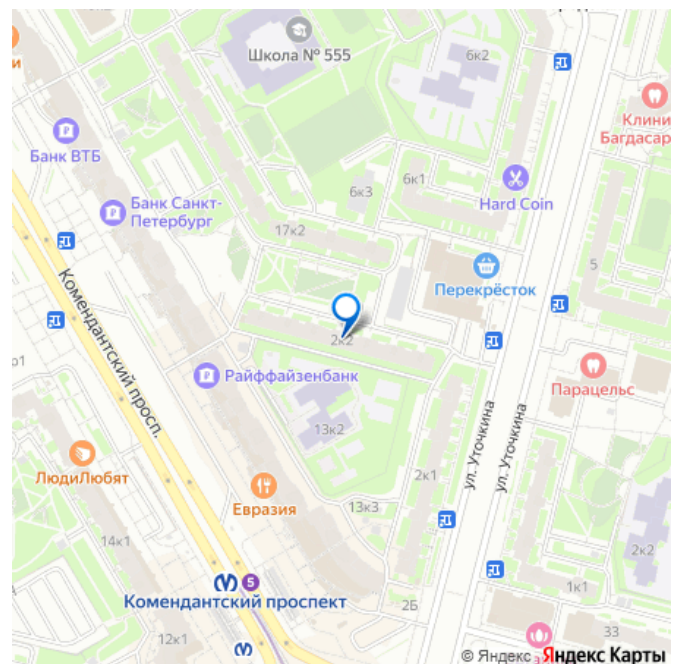 Школа № 555
6к2
Клини
Багдасар
и
Банк ВТБ
Банк Санкт-
Петербург
6к3
6к1
Hard Coin
17к2
Перекрёсток
5
Комендантский просп.
2к2
Райффайзенбанк
Парацельс
р1
13к2
ул. Уточкина
ул. Уточкина
ЛюдиЛюбят
2к1
Евразия
13к3
14к1
2к2
5
Комендантский проспект
2Б
1к1
12к1
33
© Яндекс Яндекс Карты